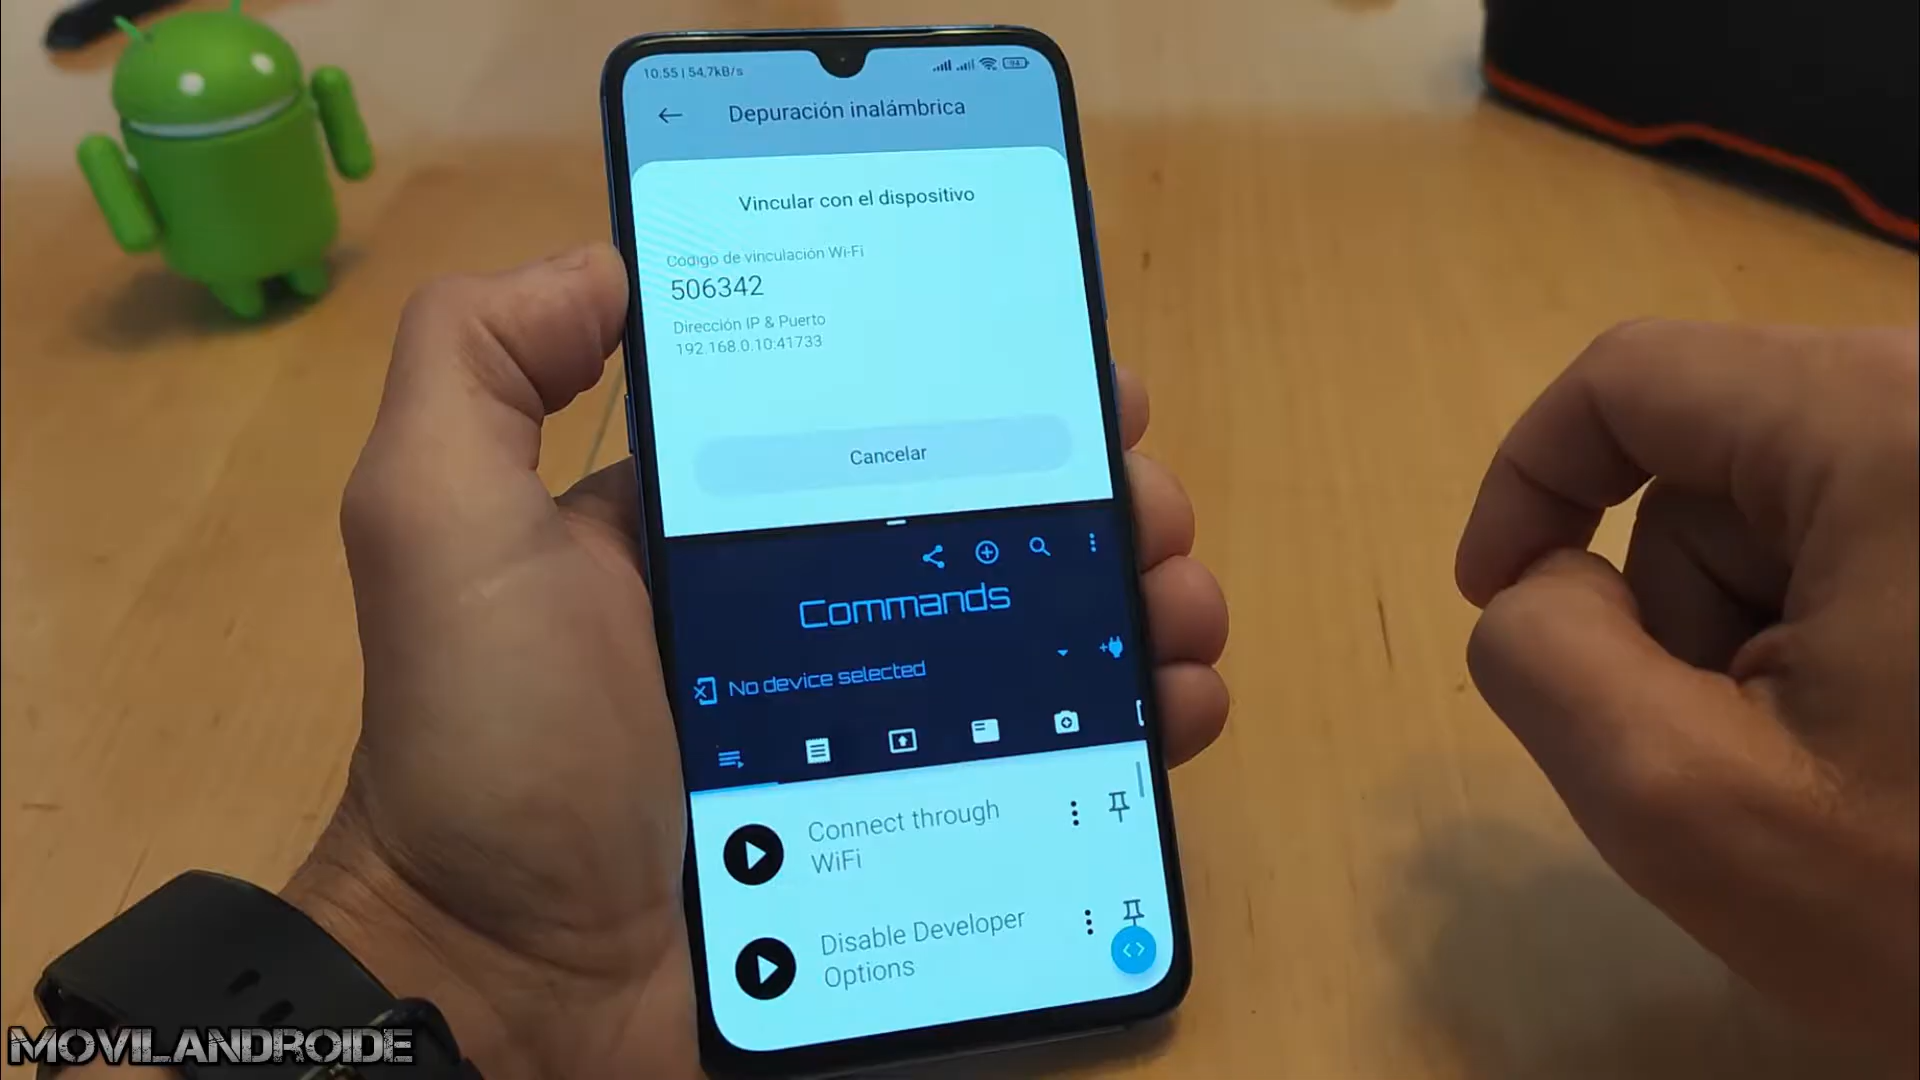 10:55 | 54,7kB/s
94
Depuración inalámbrica
Vincular con el dispositivo
Código de vinculación Wi-Fi
506342
Dirección IP & Puerto
192.168.0.10:41733
Cancelar
Commands
No device selected
Connect through
WiFi
Disable Developer
Options
MOVILANDROIDE